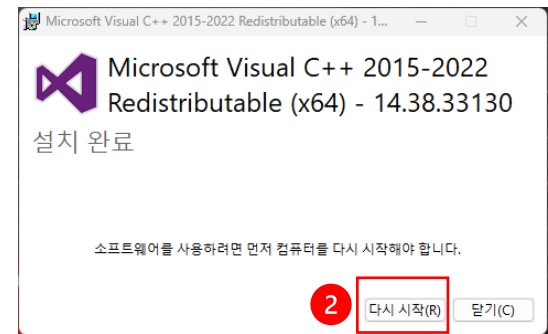 Microsoft Visual C++ 2015-2022 Redistributable (x64) - 1...
Microsoft Visual C++ 2015-2022
Redistributable (x64) - 14.38.33130
설치 완료
소프트웨어를 사용하려면 먼저 컴퓨터를 다시 시작해야 합니다.
2 다시 시작(R) 닫기(C)